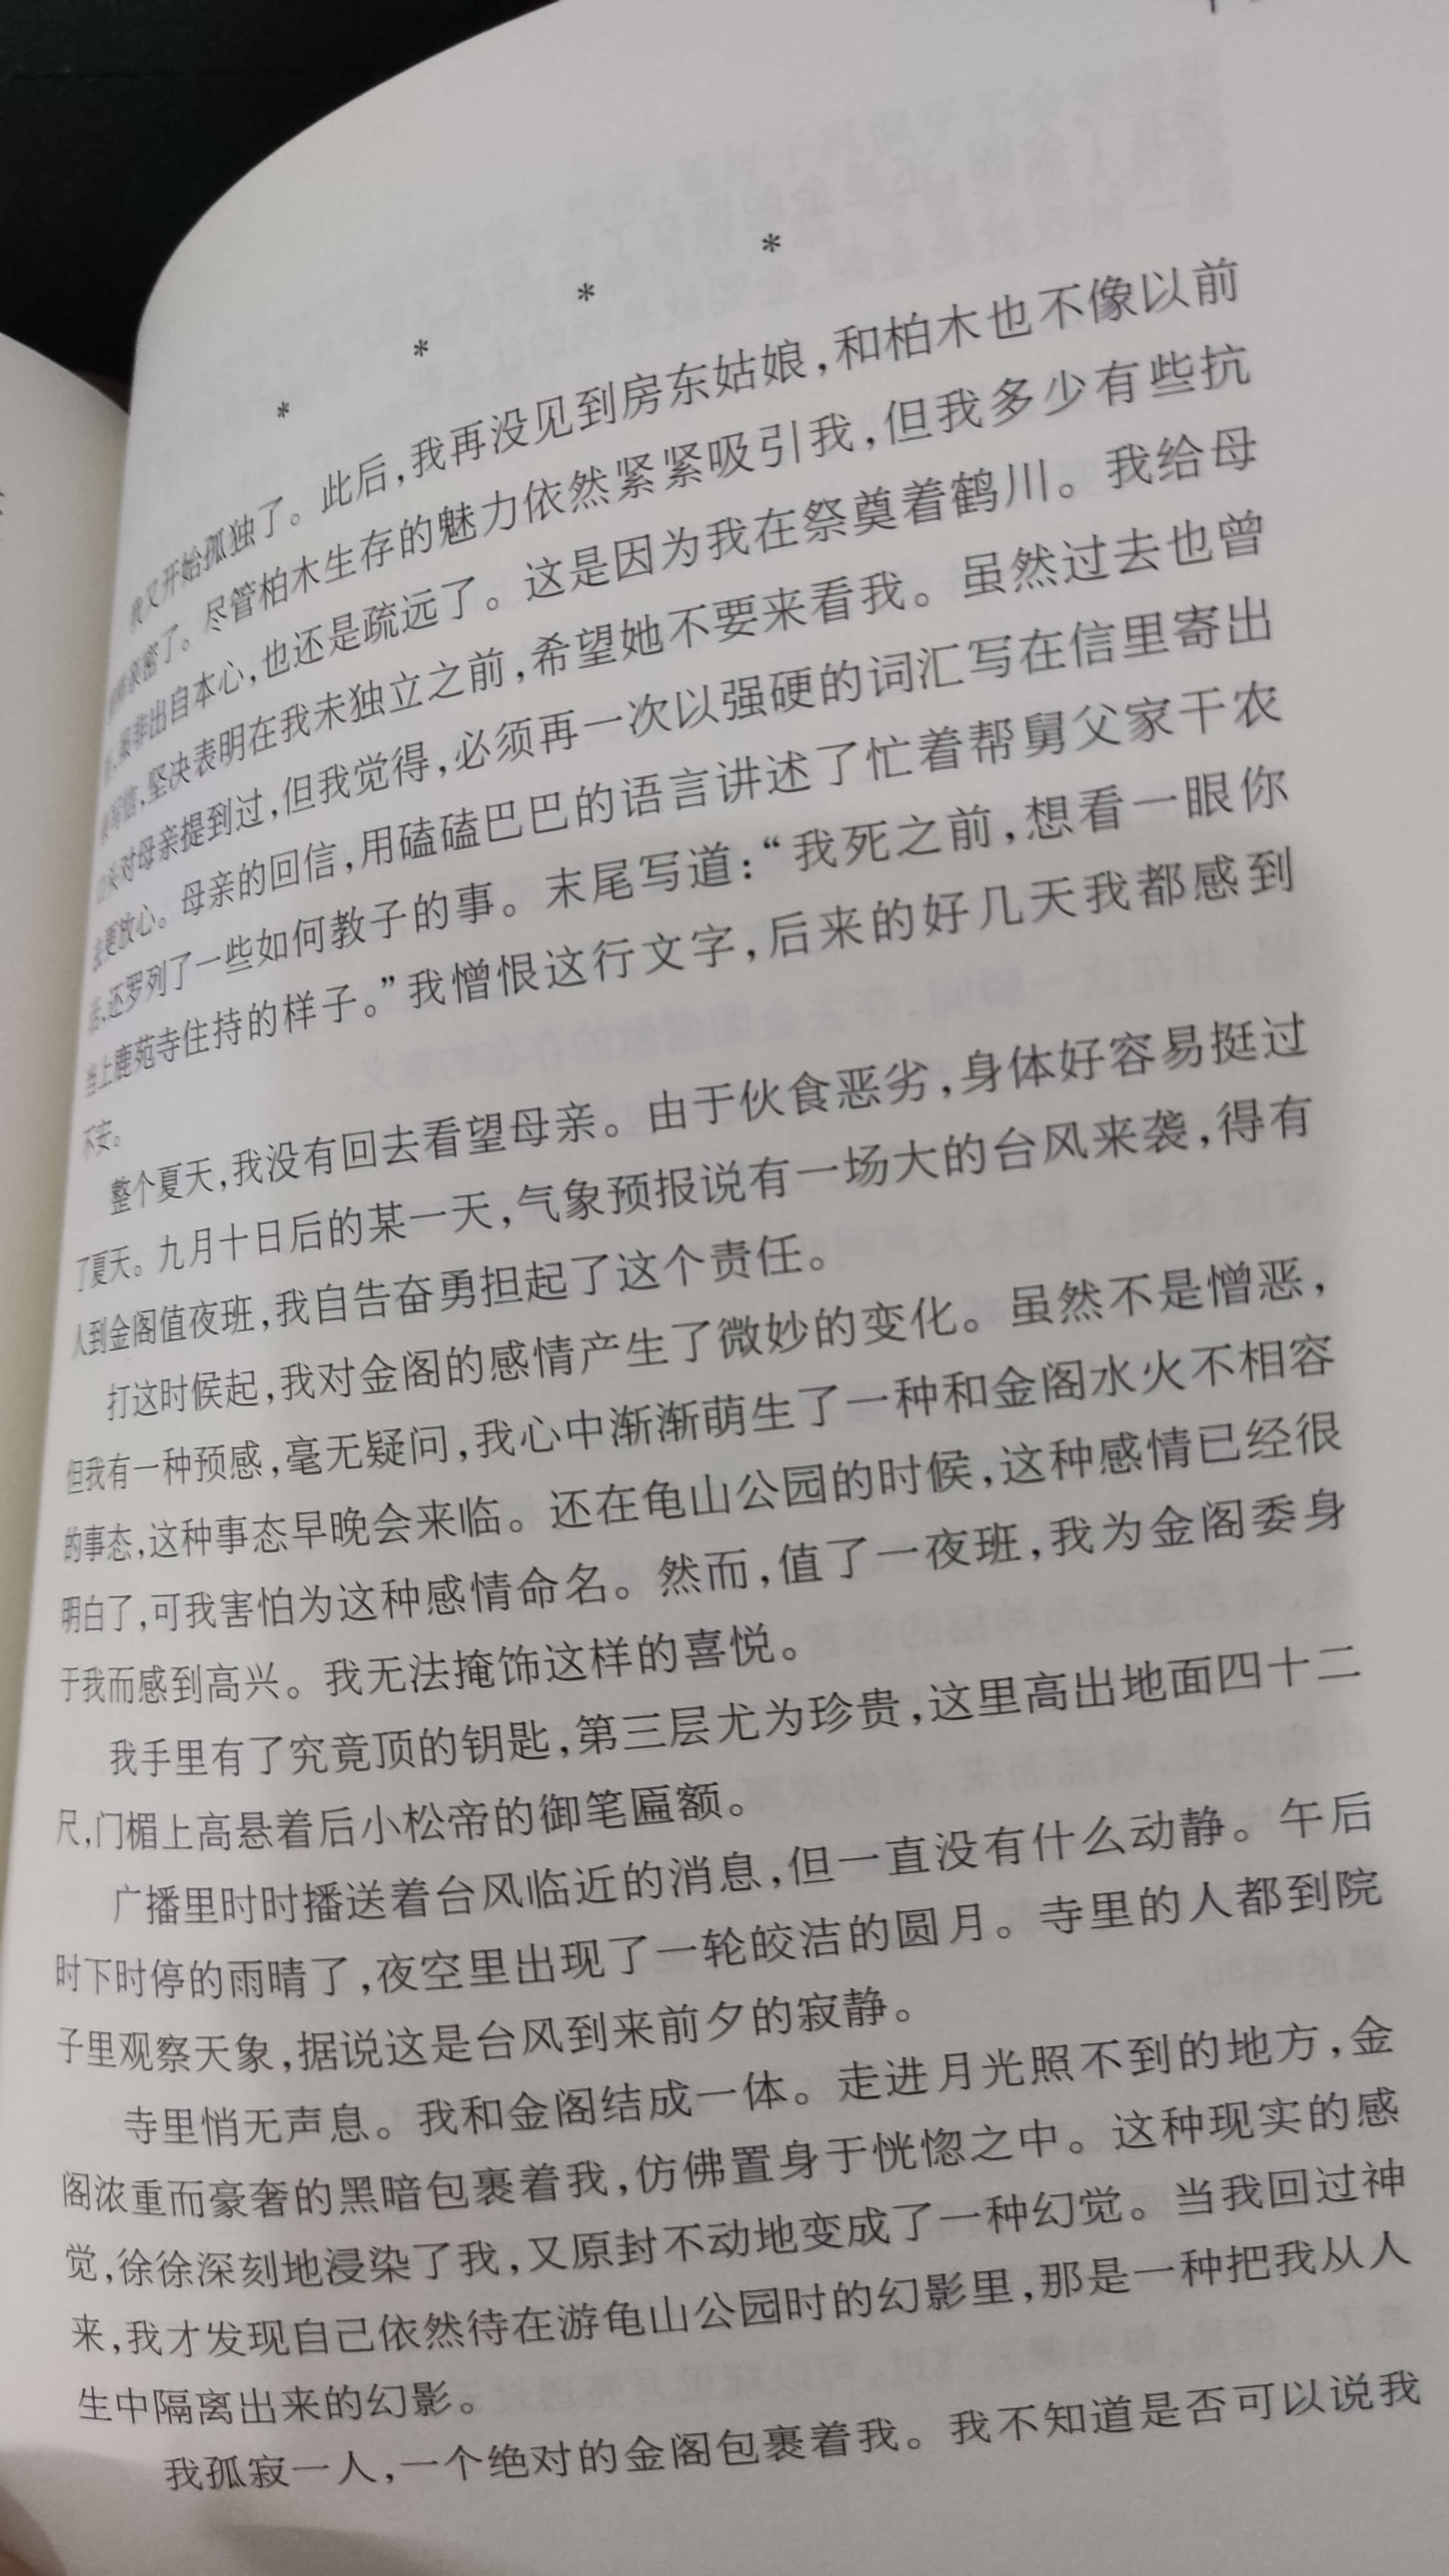 * * * *
我又开始孤独了。此后,我再没见到房东姑娘,和柏木也不像以前
亲密了。尽管柏木生存的魅力依然紧紧吸引我,但我多少有些抗
虽非出自本心,也还是疏远了。这是因为我在祭奠着鹤川。我给母
写信,坚决表明在我未独立之前,希望她不要来看我。虽然过去也曾
口头对母亲提到过,但我觉得,必须再一次以强硬的词汇写在信里寄出
去更放心。母亲的回信,用磕磕巴巴的语言讲述了忙着帮舅父家干农
活,还罗列了一些如何教子的事。末尾写道:“我死之前,想看一眼你
当上鹿苑寺住持的样子。”我憎恨这行文字,后来的好几天我都感到
不安。
整个夏天,我没有回去看望母亲。由于伙食恶劣,身体好容易挺过
了夏天。九月十日后的某一天,气象预报说有一场大的台风来袭,得有
人到金阁值夜班,我自告奋勇担起了这个责任。
打这时候起,我对金阁的感情产生了微妙的变化。虽然不是憎恶,
但我有一种预感,毫无疑问,我心中渐渐萌生了一种和金阁水火不相容
的事态,这种事态早晚会来临。还在龟山公园的时候,这种感情已经很
明白了,可我害怕为这种感情命名。然而,值了一夜班,我为金阁委身
于我而感到高兴。我无法掩饰这样的喜悦。
我手里有了究竟顶的钥匙,第三层尤为珍贵,这里高出地面四十二
尺,门楣上高悬着后小松帝的御笔匾额。
广播里时时播送着台风临近的消息,但一直没有什么动静。午后
时下时停的雨晴了,夜空里出现了一轮皎洁的圆月。寺里的人都到院
子里观察天象,据说这是台风到来前夕的寂静。
寺里悄无声息。我和金阁结成一体。走进月光照不到的地方,金
阁浓重而豪奢的黑暗包裹着我,仿佛置身于恍惚之中。这种现实的感
觉,徐徐深刻地浸染了我,又原封不动地变成了一种幻觉。当我回过神
来,我才发现自己依然待在游龟山公园时的幻影里,那是一种把我从人
生中隔离出来的幻影。
我孤寂一人,一个绝对的金阁包裹着我。我不知道是否可以说我